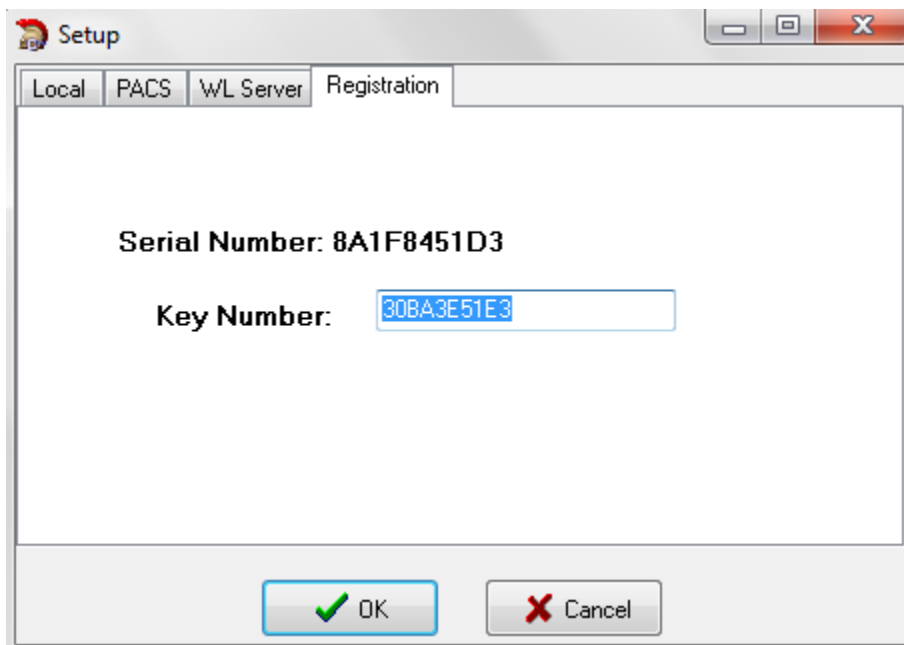 Setup
Local PACS WL Server Registration
Serial Number: 8A1F8451D3
Key Number: 30BA3E51E3
OK Cancel